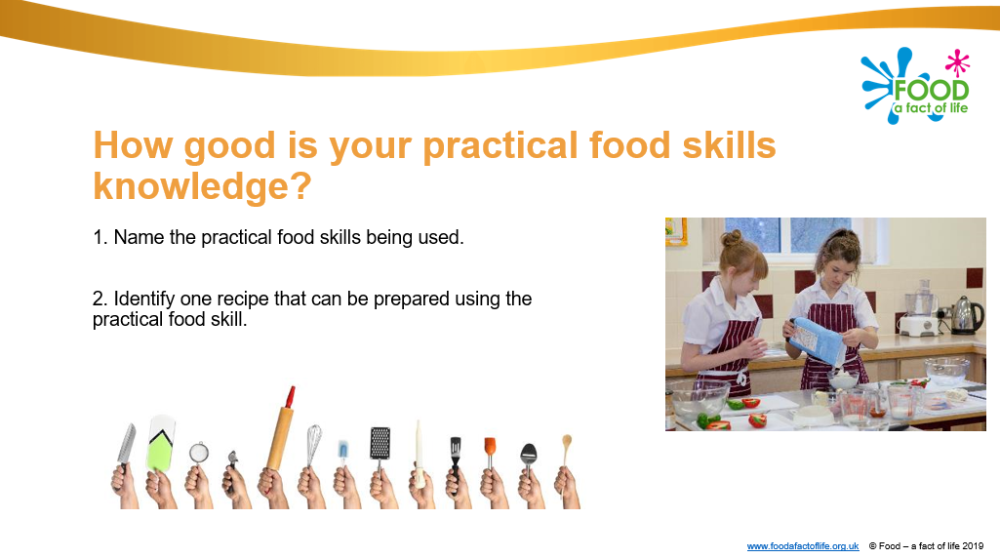 FOOD
a fact of life
How good is your practical food skills
knowledge?
1. Name the practical food skills being used.
2. Identify one recipe that can be prepared using the
practical food skill.
www.foodafactoflife.org.uk © Food – a fact of life 2019